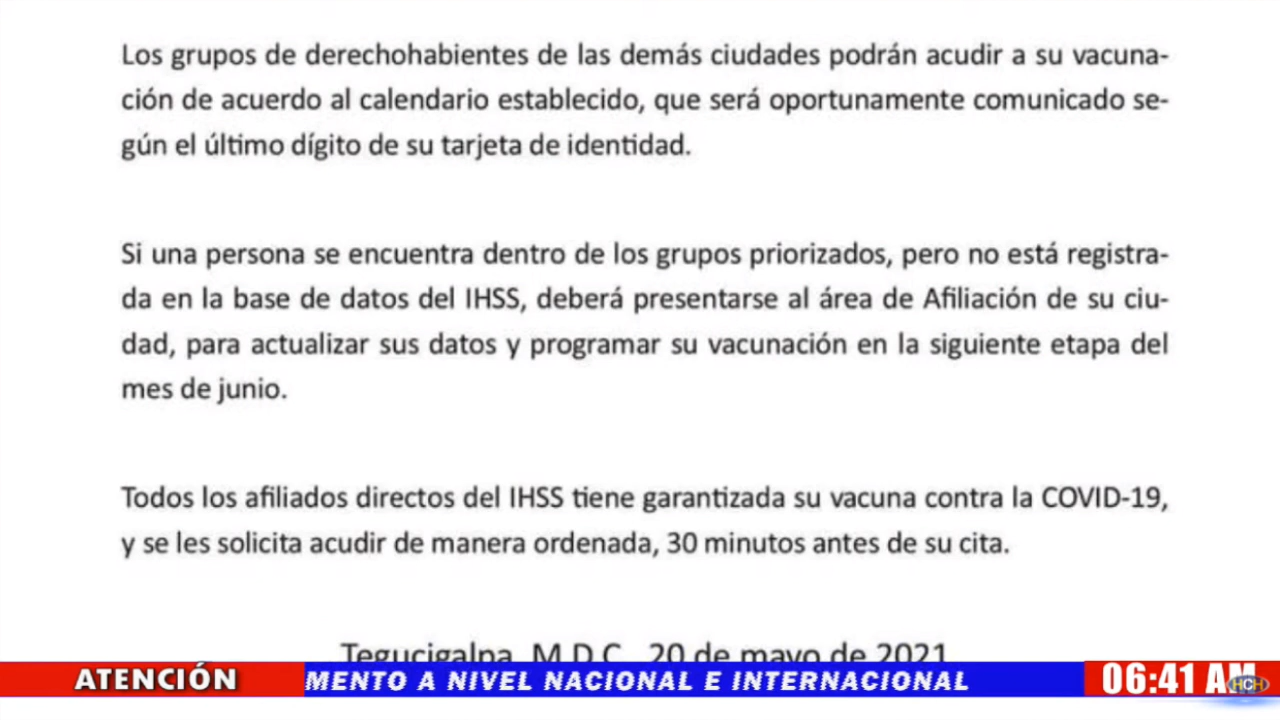 Los grupos de derechohabientes de las demás ciudades podrán acudir a su vacuna-
ción de acuerdo al calendario establecido, que será oportunamente comunicado se-
gún el último dígito de su tarjeta de identidad.
Si una persona se encuentra dentro de los grupos priorizados, pero no está registra-
da en la base de datos del IHSS, deberá presentarse al área de Afiliación de su ciu-
dad, para actualizar sus datos y programar su vacunación en la siguiente etapa del
mes de junio.
Todos los afiliados directos del IHSS tiene garantizada su vacuna contra la COVID-19,
y se les solicita acudir de manera ordenada, 30 minutos antes de su cita.
Tegucigalpa, M.D.C., 20 de mayo de 2021
ATENCIÓN MENTO A NIVEL NACIONAL E INTERNACIONAL 06:41 AM HCH